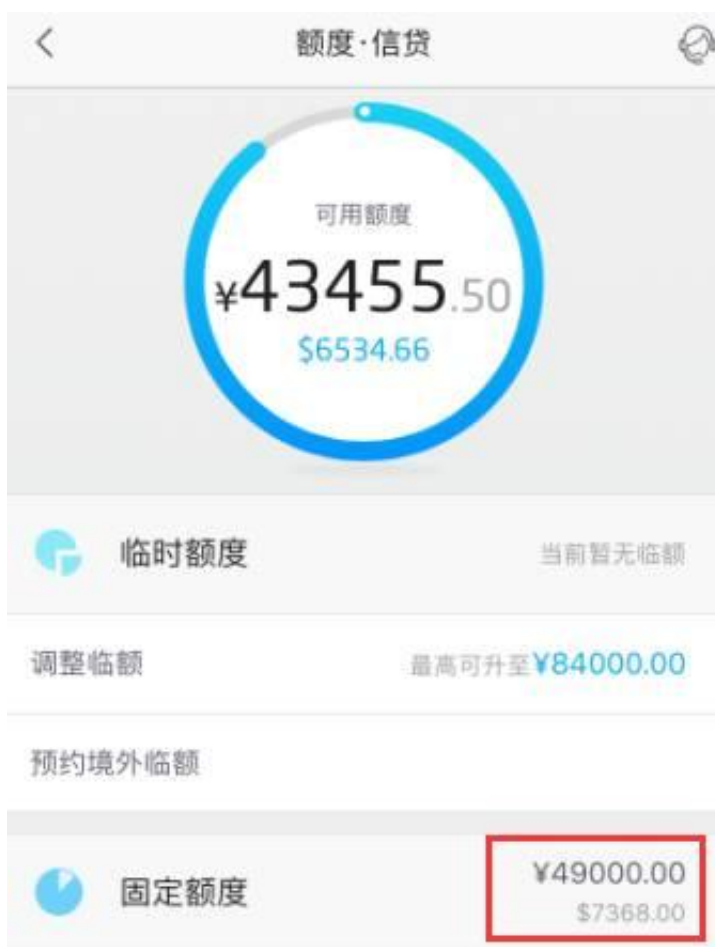 额度·信贷
可用额度
¥43455.50
$6534.66
临时额度 当前暂无临额
调整临额 最高可升至¥84000.00
预约境外临额
固定额度 ¥49000.00
$7368.00